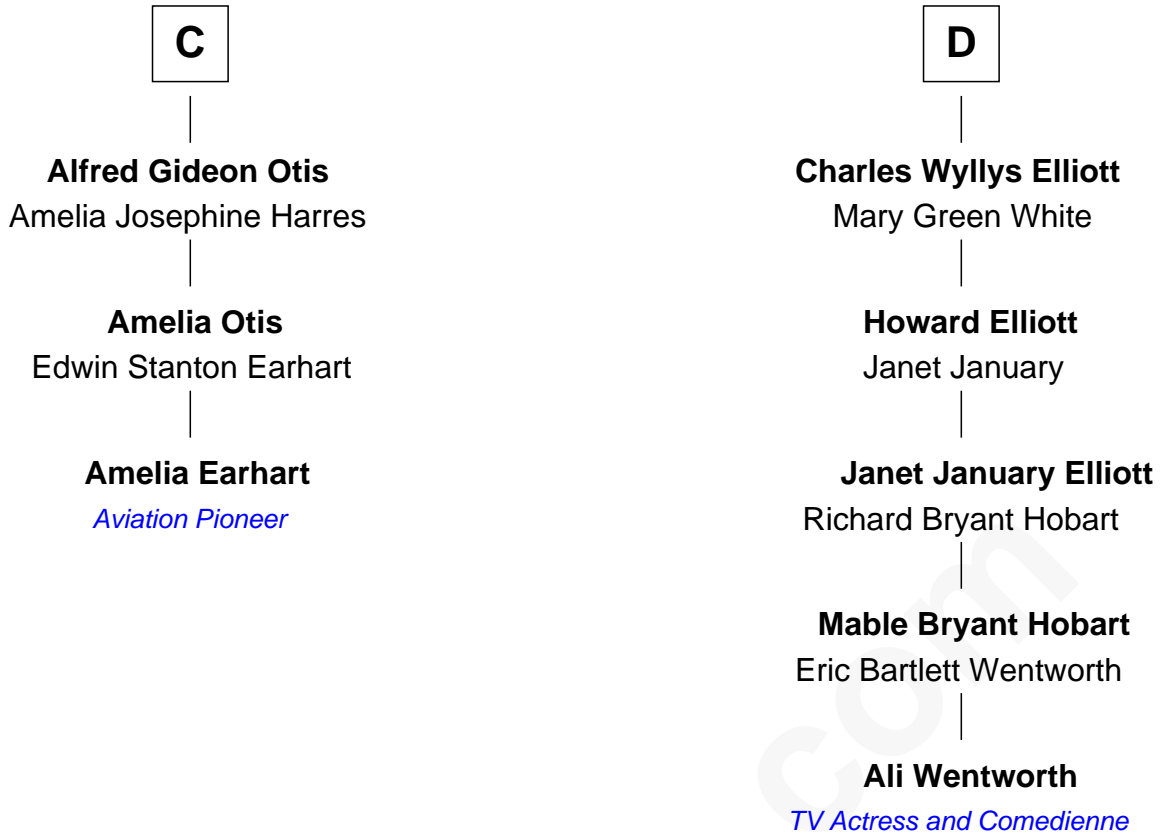 C
Alfred Gideon Otis
Amelia Josephine Harres
Amelia Otis
Edwin Stanton Earhart
Amelia Earhart
Aviation Pioneer
D
Charles Wyllys Elliott
Mary Green White
Howard Elliott
Janet January
Janet January Elliott
Richard Bryant Hobart
Mable Bryant Hobart
Eric Bartlett Wentworth
Ali Wentworth
TV Actress and Comedienne
com